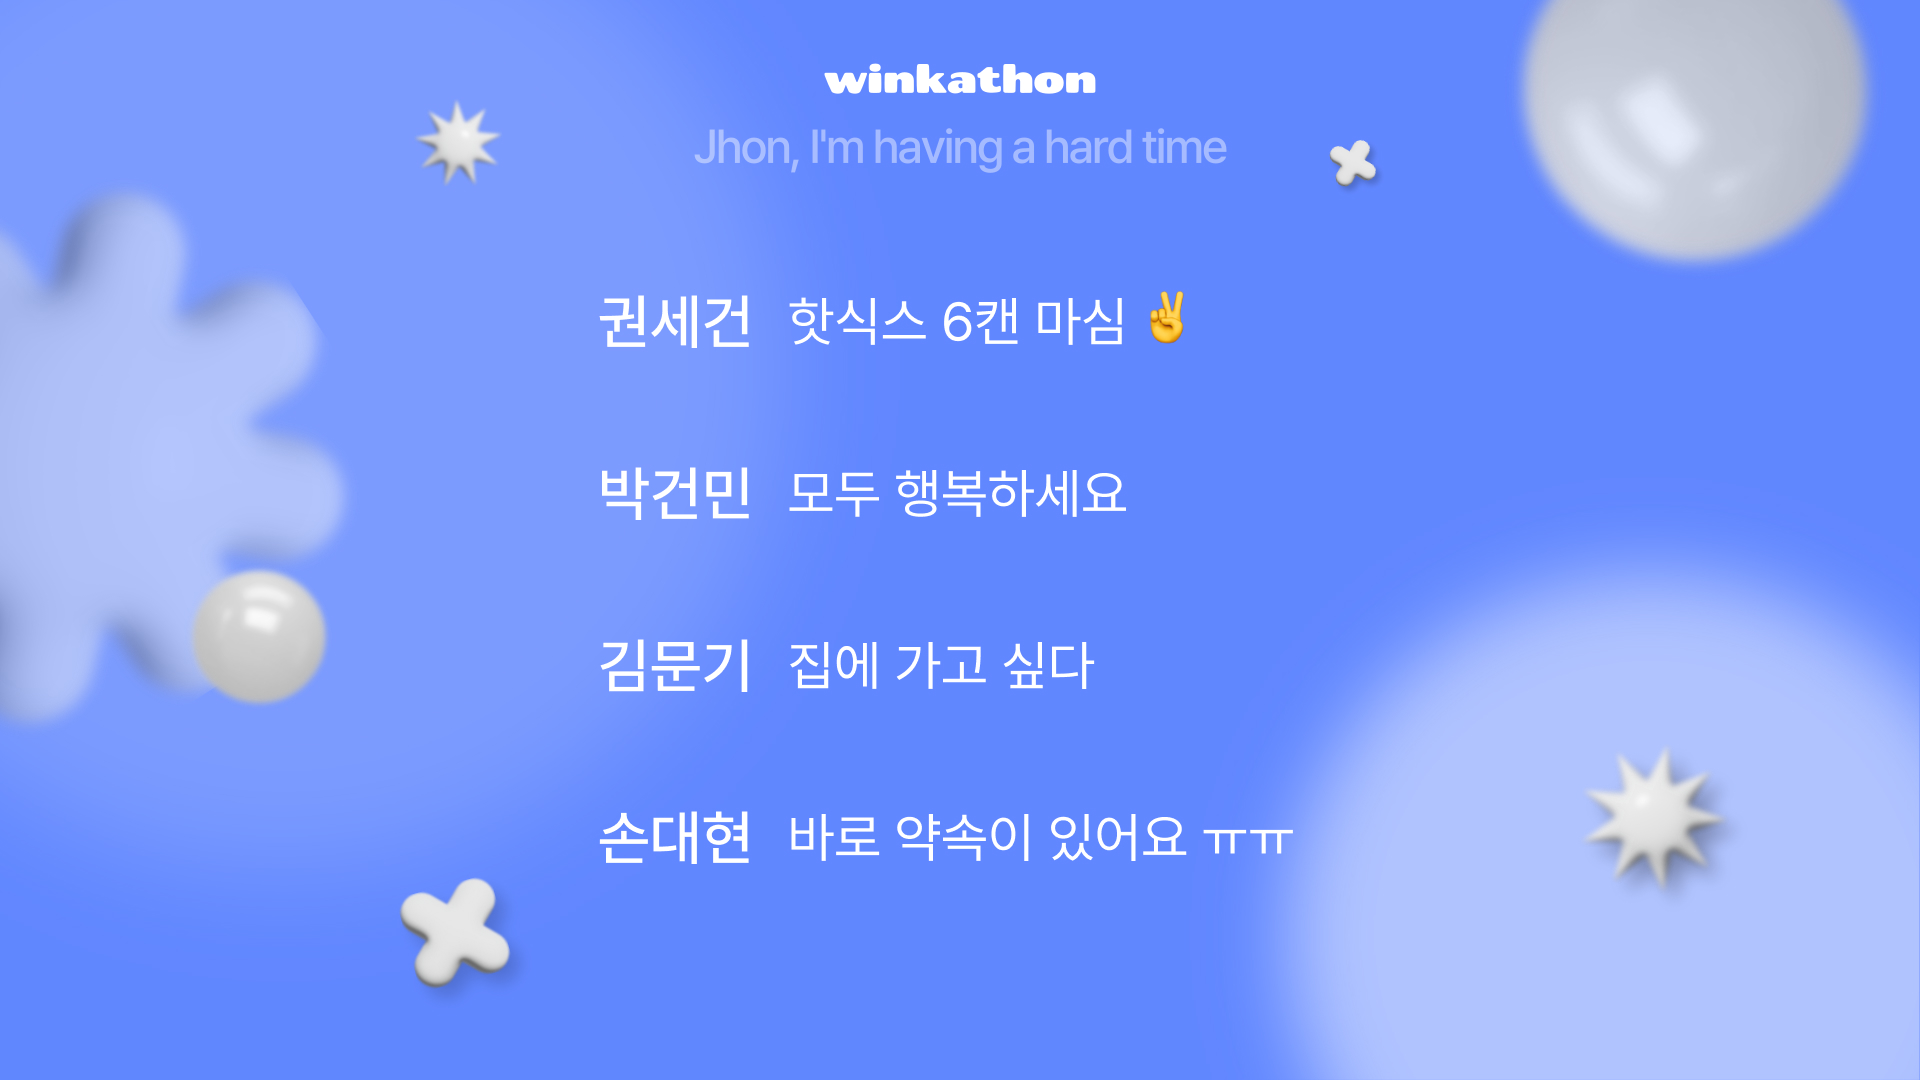 winkathon
Jhon, I'm having a hard time
권세건 핫식스 6캔 마심 ✌️
박건민 모두 행복하세요
김문기 집에 가고 싶다
손대현 바로 약속이 있어요 ㅠㅠ